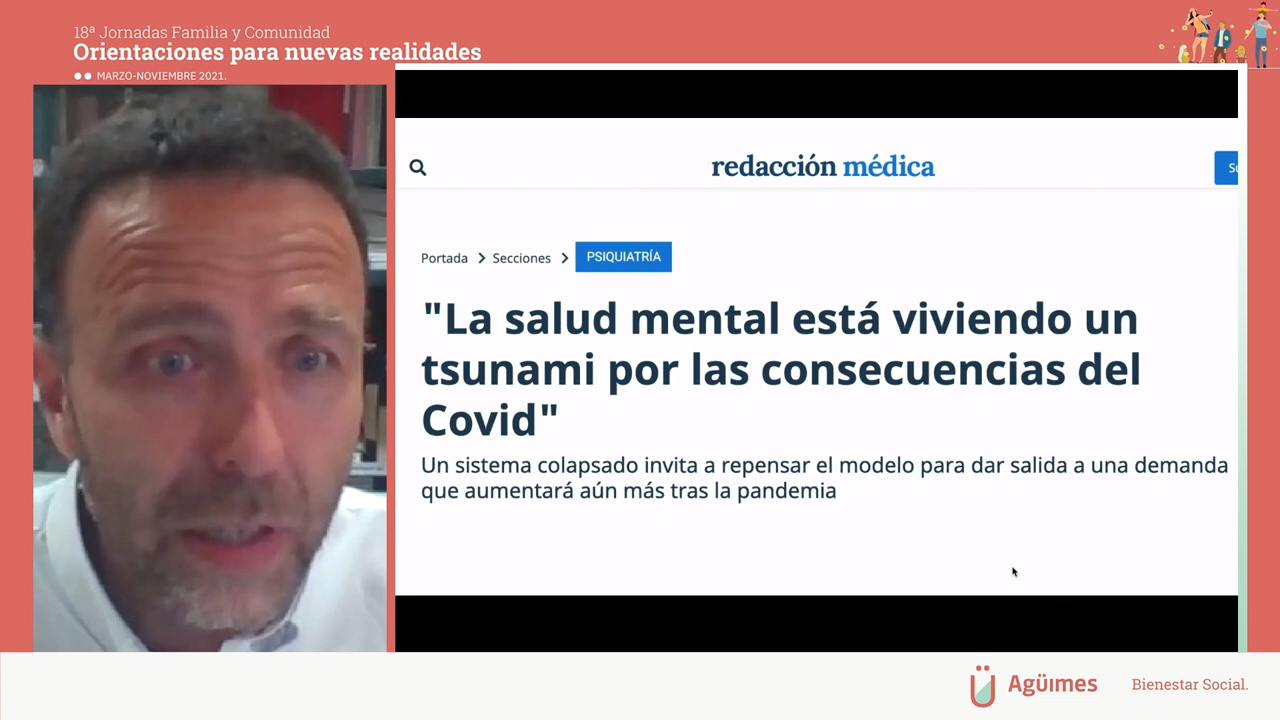 18ª Jornadas Familia y Comunidad
Orientaciones para nuevas realidades
MARZO-NOVIEMBRE 2021.
redacción médica
Portada Secciones PSIQUIATRÍA
"La salud mental está viviendo un
tsunami por las consecuencias del
Covid"
Un sistema colapsado invita a repensar el modelo para dar salida a una demanda
que aumentará aún más tras la pandemia
Agüimes Bienestar Social.